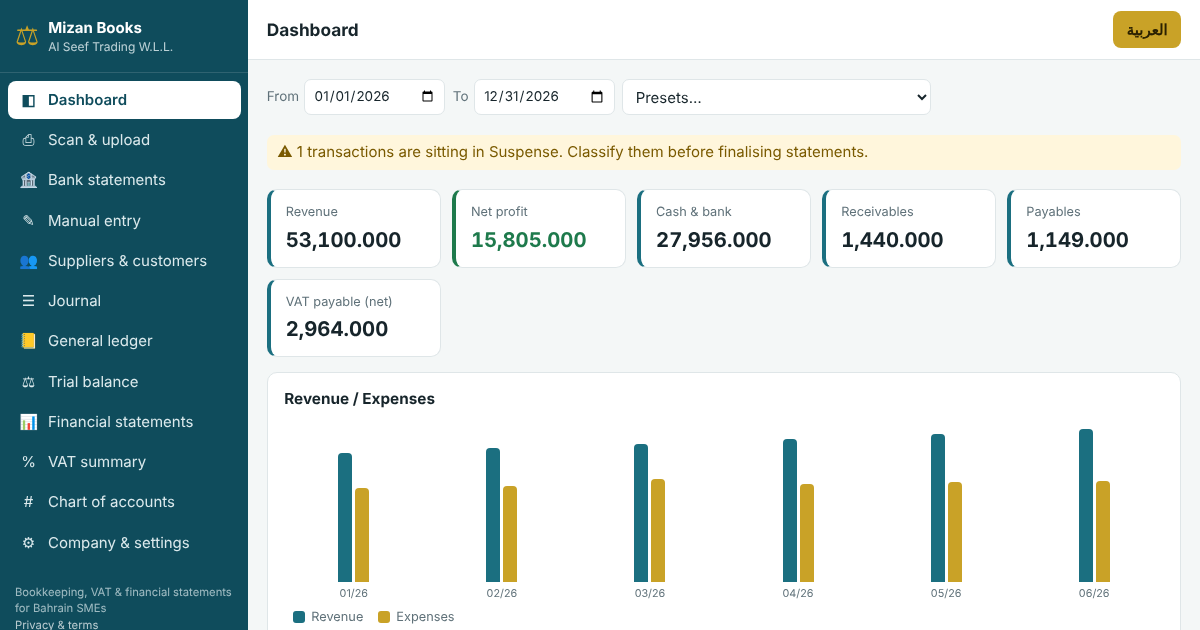 Mizan Books
Al Seef Trading W.L.L.
Dashboard
Scan & upload
Bank statements
Manual entry
Suppliers & customers
Journal
General ledger
Trial balance
Financial statements
% VAT summary
# Chart of accounts
Company & settings
Bookkeeping, VAT & financial statements
for Bahrain SMEs
Privacy & terms
Dashboard
العربية
From 01/01/2026 To 12/31/2026 Presets...
1 transactions are sitting in Suspense. Classify them before finalising statements.
Revenue
53,100.000
Net profit
15,805.000
Cash & bank
27,956.000
Receivables
1,440.000
Payables
1,149.000
VAT payable (net)
2,964.000
Revenue / Expenses
01/26 02/26 03/26 04/26 05/26 06/26
Revenue Expenses